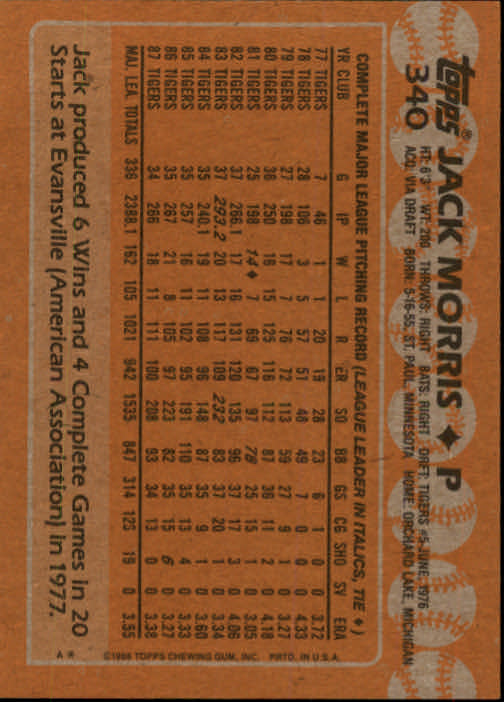 topps® JACK MORRIS ♦ P
340
HT: 6'3" WT: 200 THROWS: RIGHT BATS: RIGHT DRFT: TIGERS #5-JUNE, 1976
ACQ: VIA DRAFT BORN: 5-16-55, ST. PAUL, MINNESOTA HOME: ORCHARD LAKE, MICHIGAN
COMPLETE MAJOR LEAGUE PITCHING RECORD (LEAGUE LEADER IN ITALICS, TIE ♦)
YR CLUB G IP W L R ER SO BB GS CG SHO SV ERA
77 TIGERS 7 46 1 1 20 19 28 23 6 1 0 0 3.72
78 TIGERS 28 106 3 5 57 51 48 49 7 0 0 0 4.33
79 TIGERS 27 198 17 7 76 72 113 59 27 9 1 0 3.27
80 TIGERS 36 250 16 15 125 116 112 87 36 11 2 0 4.18
81 TIGERS 25 198 14♦ 7 69 67 97 78 25 15 1 0 3.05
82 TIGERS 37 266.1 17 16 131 120 135 96 37 17 3 0 4.06
83 TIGERS 37 293.2 20 13 117 109 232 83 37 20 1 0 3.34
84 TIGERS 35 240.1 19 11 108 96 148 87 35 9 1 0 3.60
85 TIGERS 35 257 16 11 102 95 191 110 35 13 4 0 3.33
86 TIGERS 35 267 21 8 105 97 223 82 35 15 6 0 3.27
87 TIGERS 34 266 18 11 111 100 208 93 34 13 0 0 3.38
MAJ. LEA. TOTALS 336 2388.1 162 105 1021 942 1535 847 314 123 19 0 3.55
A* ©1988 TOPPS CHEWING GUM, INC. PRTD. IN U.S.A.
Jack produced 6 Wins and 4 Complete Games in 20
Starts at Evansville (American Association) in 1977.